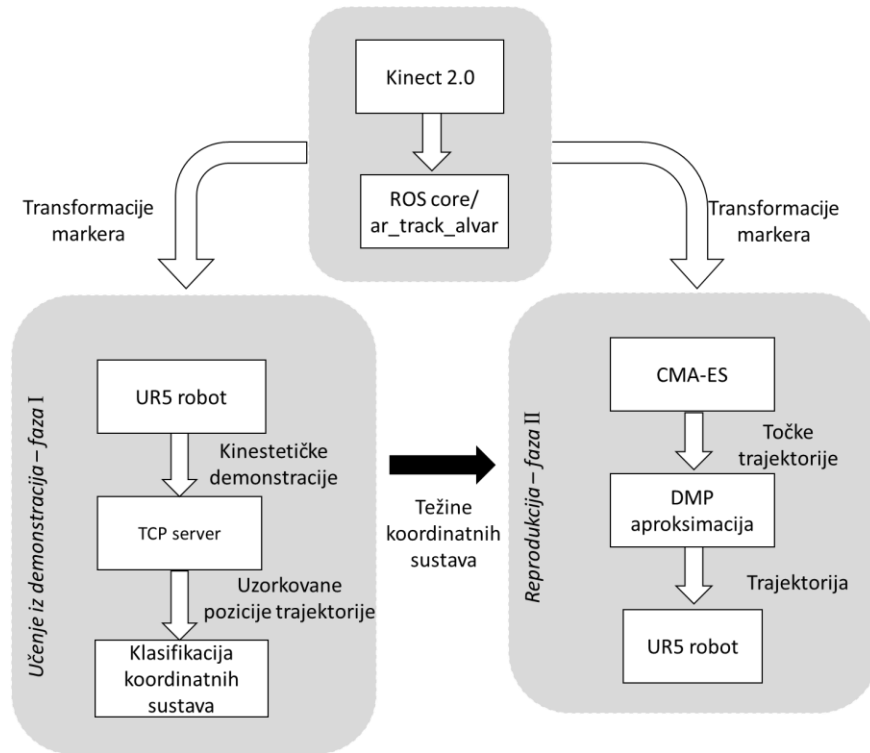 Kinect 2.0
ROS core/
ar_track_alvar
Transformacije
markera
Transformacije
markera
Učenje iz demonstracija – faza I
UR5 robot
Kinestetičke
demonstracije
TCP server
Uzorkovane
pozicije trajektorije
Klasifikacija
koordinatnih
sustava
Težine
koordinatnih
sustava
Reprodukcija – faza II
CMA-ES
Točke
trajektorije
DMP
aproksimacija
Trajektorija
UR5 robot